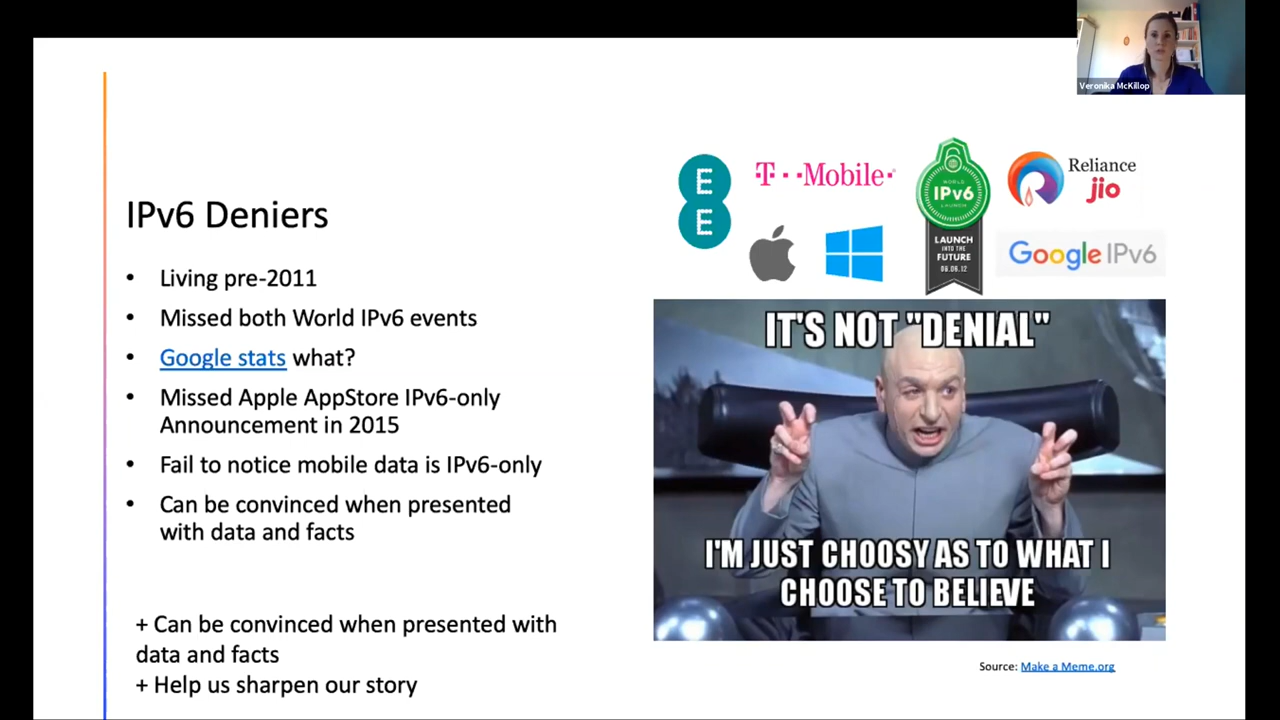 Veronika McKillop
IPv6 Deniers
• Living pre-2011
• Missed both World IPv6 events
• Google stats what?
• Missed Apple AppStore IPv6-only
Announcement in 2015
• Fail to notice mobile data is IPv6-only
• Can be convinced when presented
with data and facts
+ Can be convinced when presented with
data and facts
+ Help us sharpen our story
E
E
T··Mobile·
WORLD
IPv6
LAUNCH
LAUNCH
INTO THE
FUTURE
06.06.12
Reliance
jio
Google IPv6
IT'S NOT "DENIAL"
I'M JUST CHOOSY AS TO WHAT I
CHOOSE TO BELIEVE
Source: Make a Meme.org